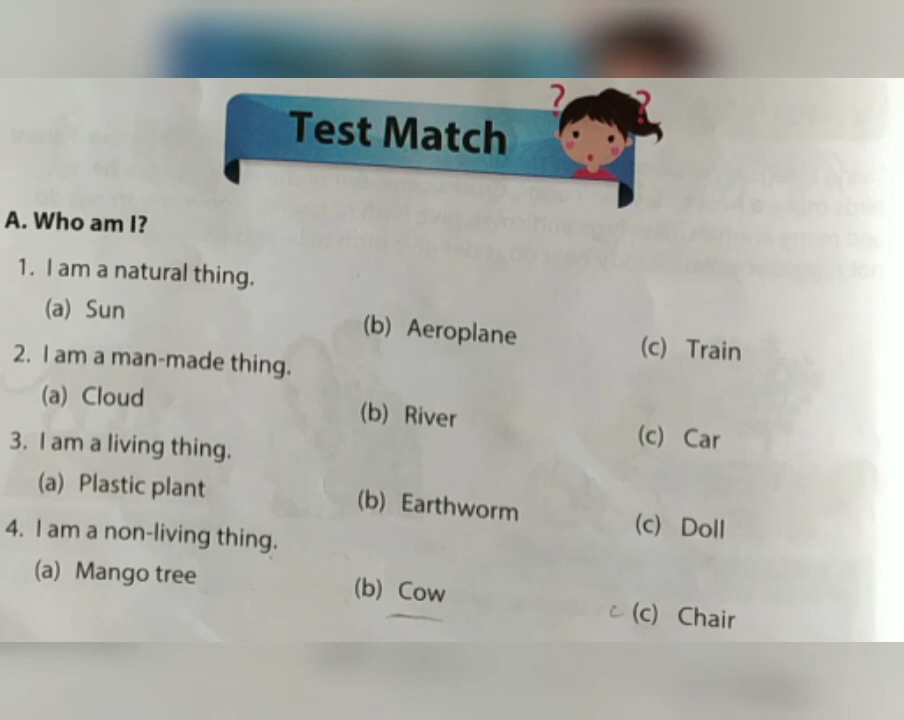 Test Match
A. Who am I?
1. I am a natural thing.
(a) Sun (b) Aeroplane (c) Train
2. I am a man-made thing.
(a) Cloud (b) River (c) Car
3. I am a living thing.
(a) Plastic plant (b) Earthworm (c) Doll
4. I am a non-living thing.
(a) Mango tree (b) Cow (c) Chair